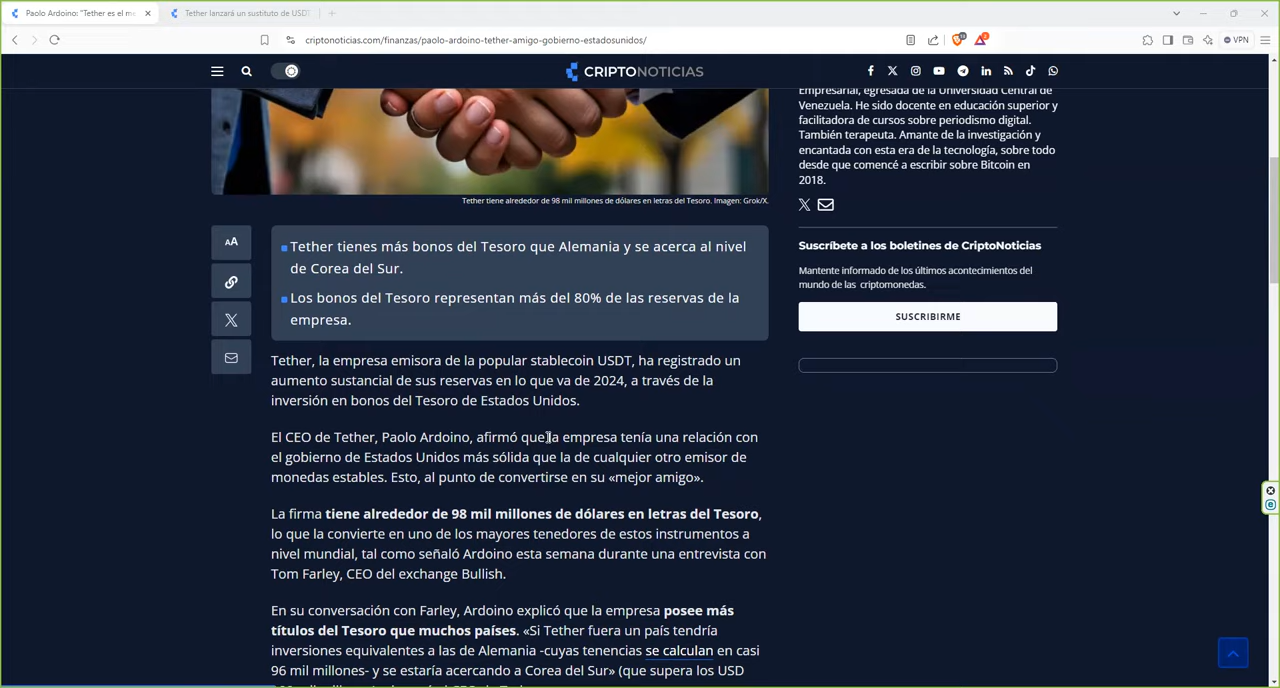 Paolo Ardoino: "Tether es el me
Tether lanzará un sustituto de USDT
criptonoticias.com/finanzas/paolo-ardoino-tether-amigo-gobierno-estadosunidos/
VPN
CRIPTONOTICIAS
Tether tiene alrededor de 98 mil millones de dólares en letras del Tesoro. Imagen: Grok/X.
AA
Tether tienes más bonos del Tesoro que Alemania y se acerca al nivel
de Corea del Sur.
Los bonos del Tesoro representan más del 80% de las reservas de la
empresa.
Tether, la empresa emisora de la popular stablecoin USDT, ha registrado un
aumento sustancial de sus reservas en lo que va de 2024, a través de la
inversión en bonos del Tesoro de Estados Unidos.
El CEO de Tether, Paolo Ardoino, afirmó que la empresa tenía una relación con
el gobierno de Estados Unidos más sólida que la de cualquier otro emisor de
monedas estables. Esto, al punto de convertirse en su «mejor amigo».
La firma tiene alrededor de 98 mil millones de dólares en letras del Tesoro,
lo que la convierte en uno de los mayores tenedores de estos instrumentos a
nivel mundial, tal como señaló Ardoino esta semana durante una entrevista con
Tom Farley, CEO del exchange Bullish.
En su conversación con Farley, Ardoino explicó que la empresa posee más
títulos del Tesoro que muchos países. «Si Tether fuera un país tendría
inversiones equivalentes a las de Alemania -cuyas tenencias se calculan en casi
96 mil millones- y se estaría acercando a Corea del Sur» (que supera los USD
Empresarial, egresada de la Universidad Central de
Venezuela. He sido docente en educación superior y
facilitadora de cursos sobre periodismo digital.
También terapeuta. Amante de la investigación y
encantada con esta era de la tecnología, sobre todo
desde que comencé a escribir sobre Bitcoin en
2018.
Suscríbete a los boletines de CriptoNoticias
Mantente informado de los últimos acontecimientos del
mundo de las criptomonedas.
SUSCRIBIRME